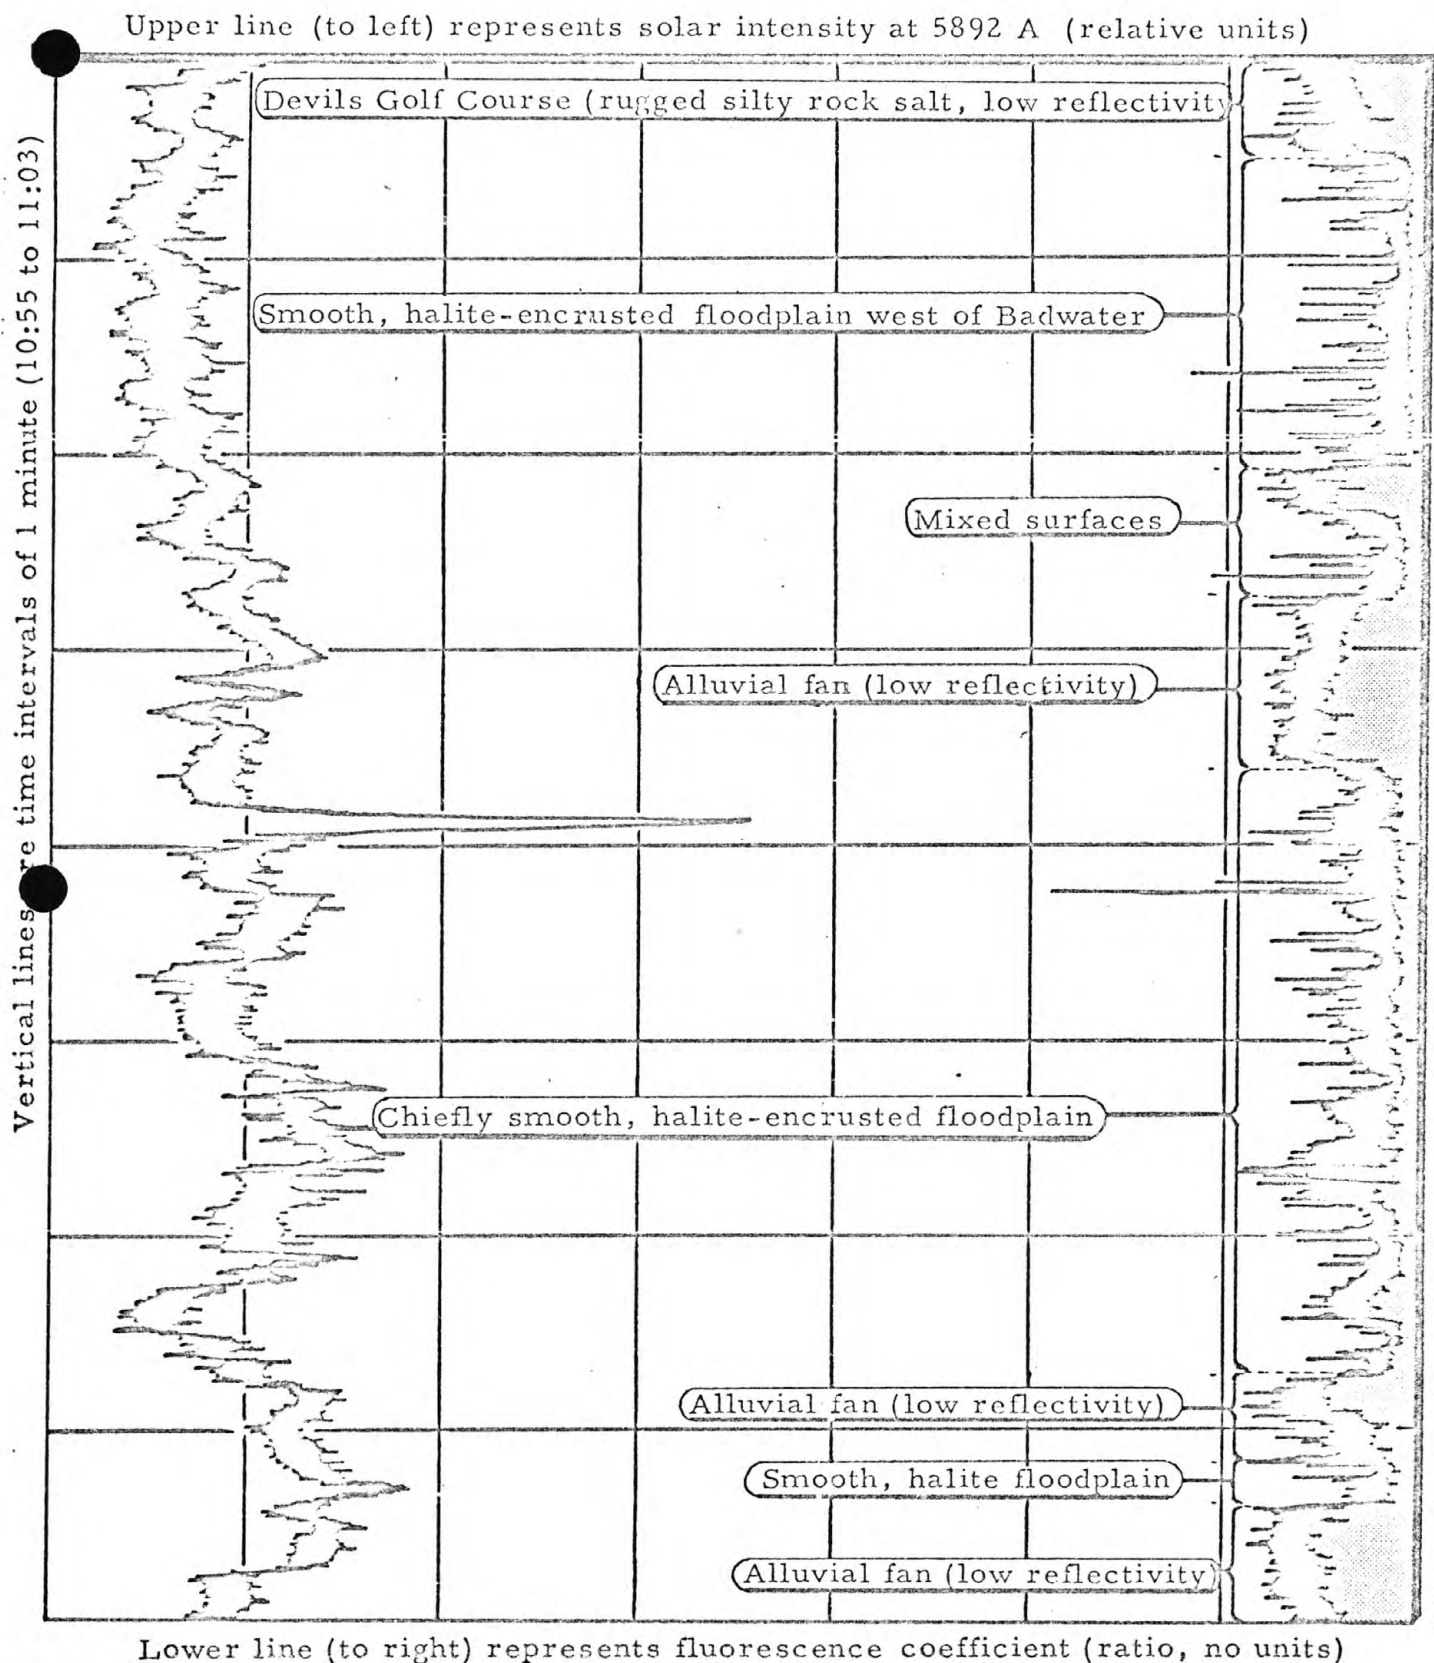 Upper line (to left) represents solar intensity at 5892 A (relative units)
Devils Golf Course (rugged silty rock salt, low reflectivity
Smooth, halite-encrusted floodplain west of Badwater
Mixed surfaces
Alluvial fan (low reflectivity)
Chiefly smooth, halite-encrusted floodplain
Alluvial fan (low reflectivity)
Smooth, halite floodplain
Alluvial fan (low reflectivity)
Vertical lines re time intervals of 1 minute (10:55 to 11:03)
Lower line (to right) represents fluorescence coefficient (ratio, no units)